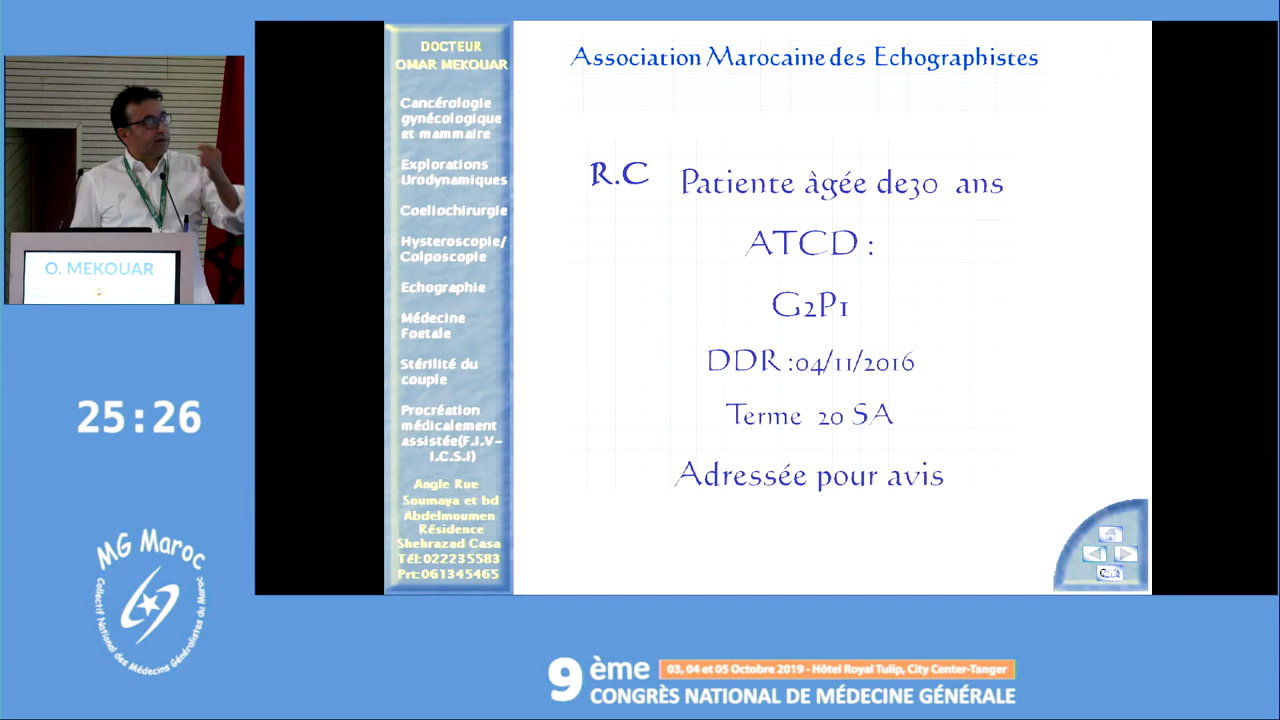 DOCTEUR
OMAR MEKOUAR
Cancérologie
gynécologique
et mammaire
Explorations
Urodynamiques
Coeliochirurgie
Hysteroscopie/
Colposcopie
Echographie
Médecine
Foetale
Stérilité du
couple
Procréation
médicalement
assistée(F.I.V-
I.C.S.I)
Angle Rue
Soumaya et bd
Abdelmoumen
Résidence
Shehrazad Casa
Tél:022235583
Prt:061345465
Association Marocaine des Echographistes
R.C Patiente âgée de30 ans
ATCD :
G2P1
DDR :04/11/2016
Terme 20 SA
Adressée pour avis
O. MEKOUAR
25:26
MG Maroc
Collectif National des Médecins Généralistes du Maroc
9 ème
03, 04 et 05 Octobre 2019 - Hôtel Royal Tulip, City Center-Tanger
CONGRÈS NATIONAL DE MÉDECINE GÉNÉRALE